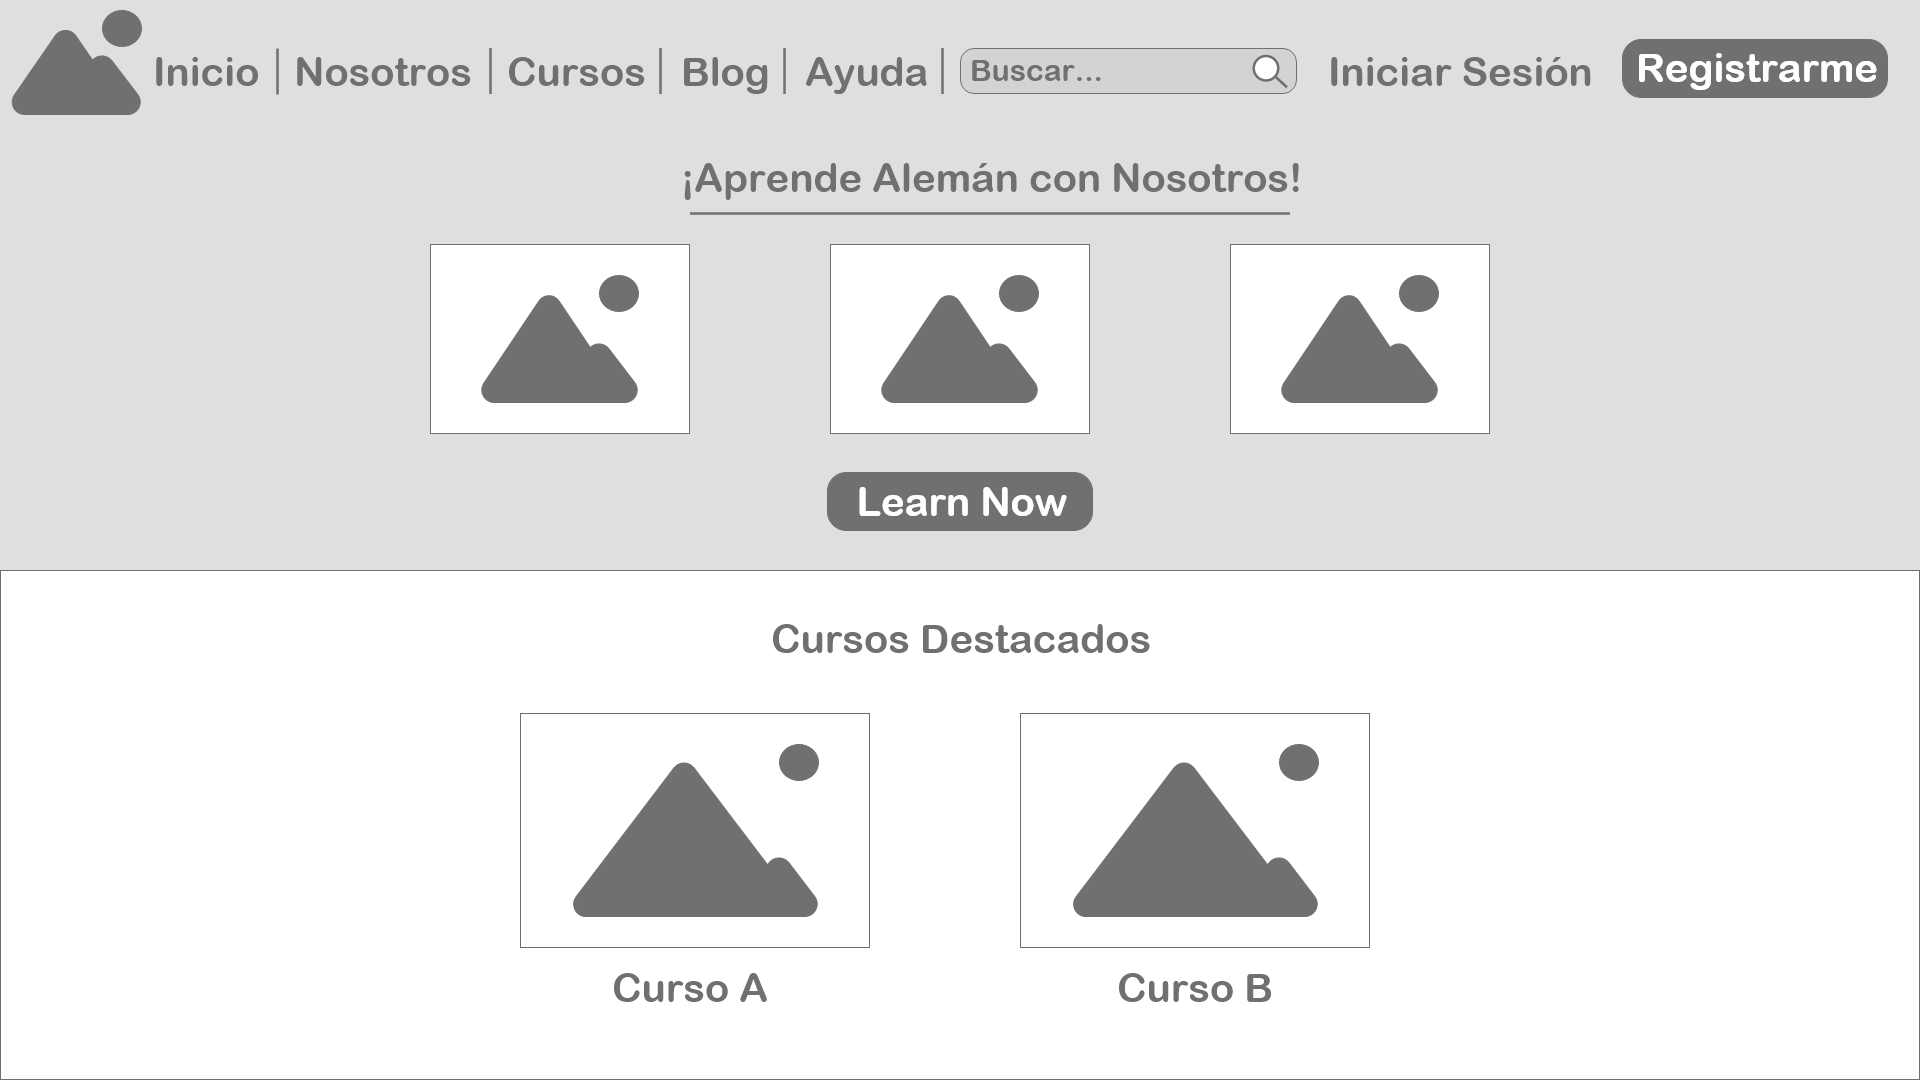 Inicio | Nosotros | Cursos | Blog | Ayuda | Buscar... Iniciar Sesión Registrarme
¡Aprende Alemán con Nosotros!
Learn Now
Cursos Destacados
Curso A Curso B